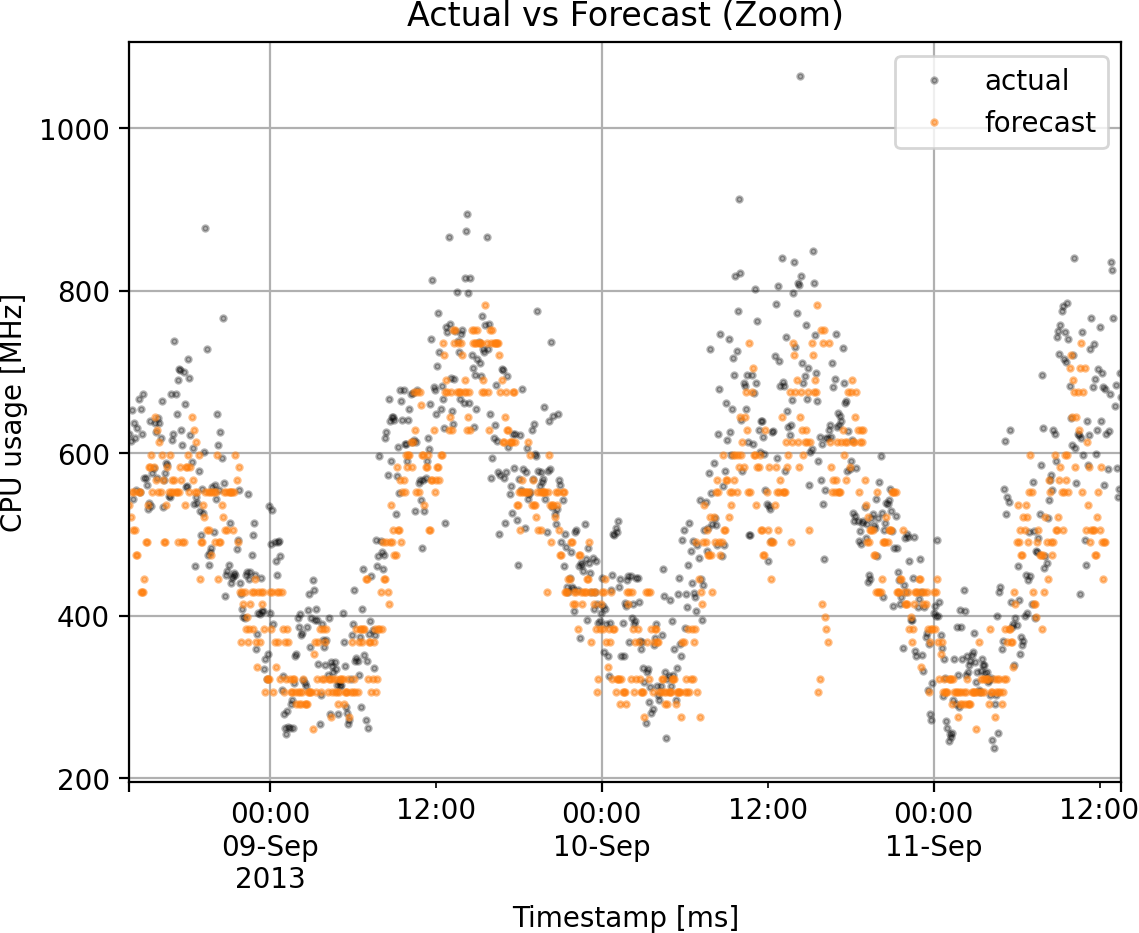 Actual vs Forecast (Zoom)
actual
forecast
CPU usage [MHz]
1000
800
600
400
200
00:00
09-Sep
2013
12:00
00:00
10-Sep
12:00
00:00
11-Sep
12:00
Timestamp [ms]